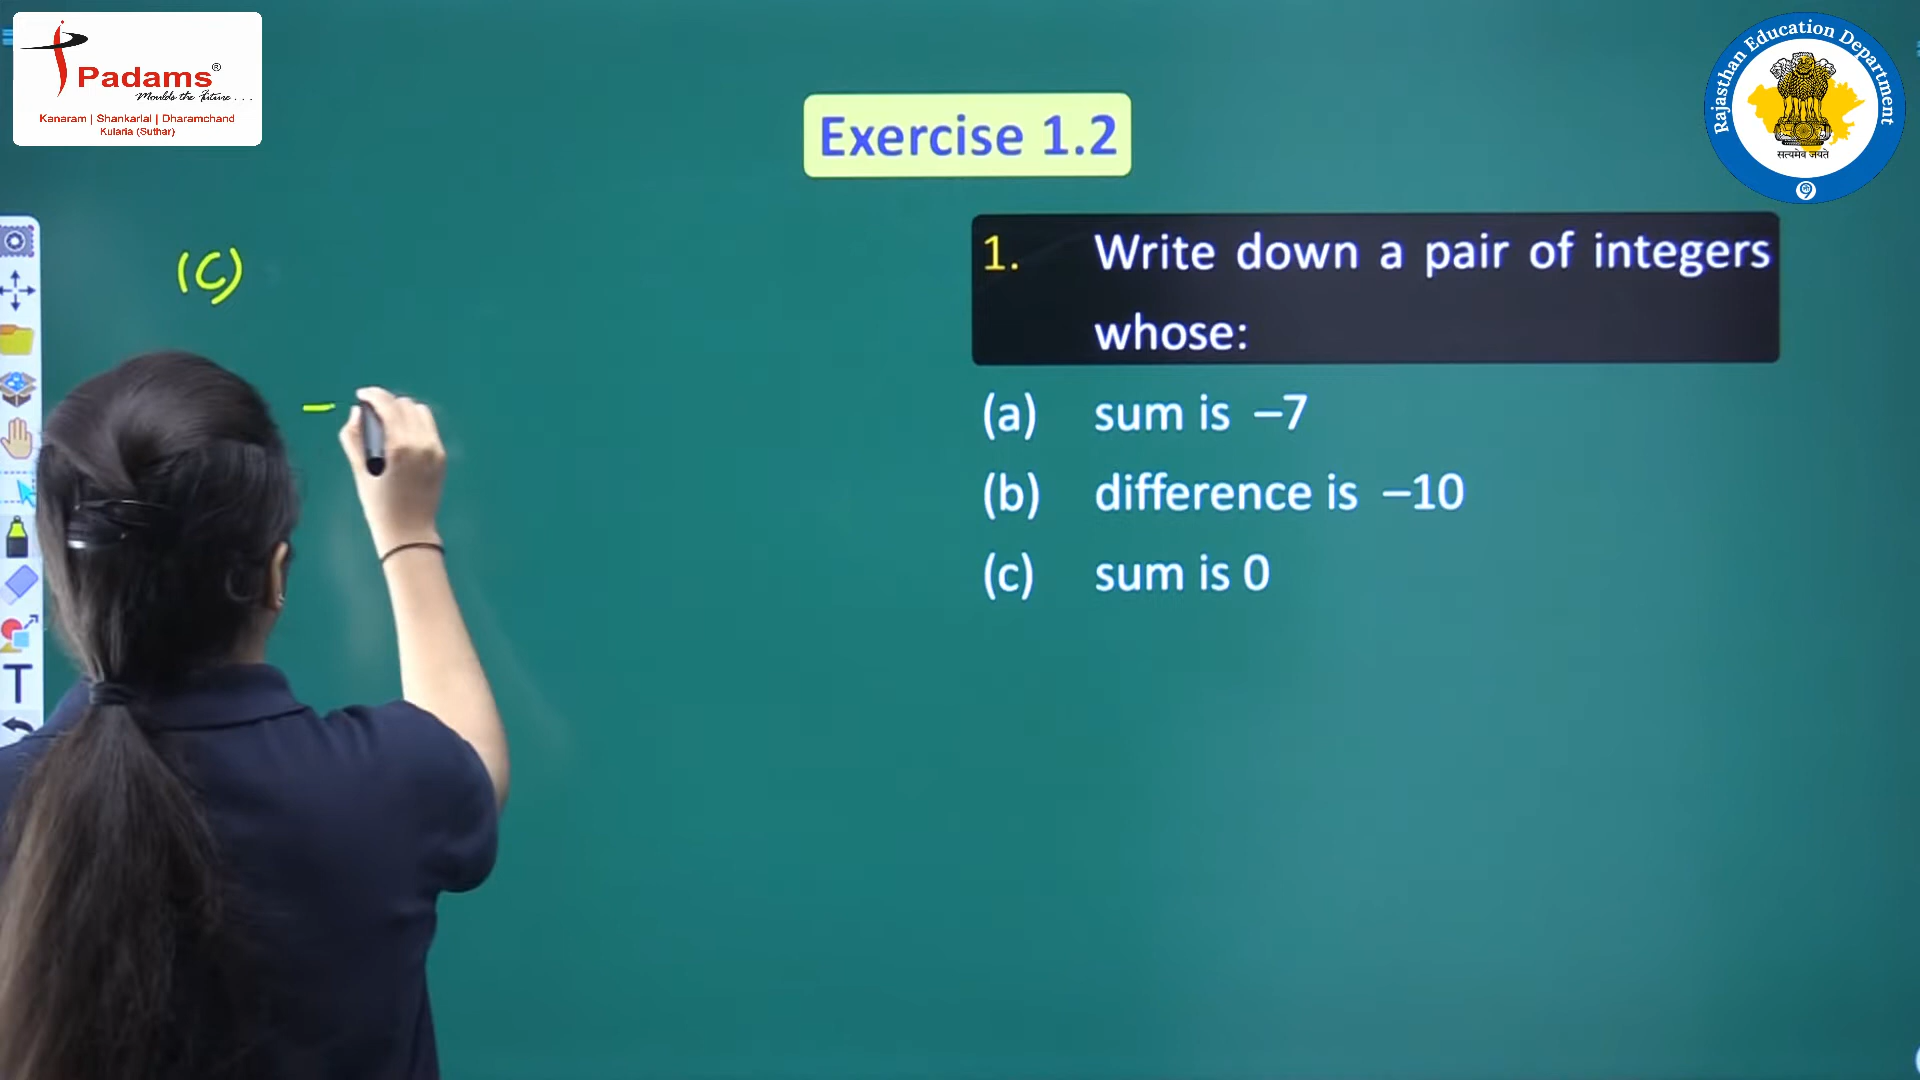 Padams®
Moulds the Future . . .
Kanaram | Shankarlal | Dharamchand
Kularia (Suthar)
Rajasthan Education Department
सत्यमेव जयते
Exercise 1.2
1. Write down a pair of integers
whose:
(a) sum is –7
(b) difference is –10
(c) sum is 0
(C)
–
T